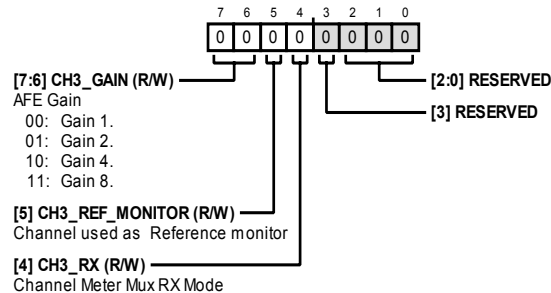 7 6 5 4 3 2 1 0
0 0 0 0 0 0 0 0
[7:6] CH3_GAIN (R/W)
AFE Gain
00: Gain 1.
01: Gain 2.
10: Gain 4.
11: Gain 8.
[5] CH3_REF_MONITOR (R/W)
Channel used as Reference monitor
[4] CH3_RX (R/W)
Channel Meter Mux RX Mode
[2:0] RESERVED
[3] RESERVED